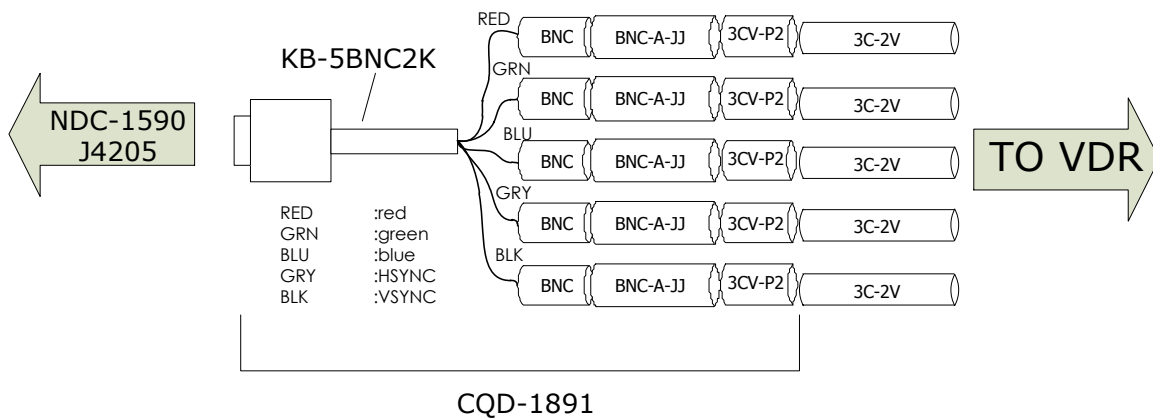 RED
BNC BNC-A-JJ 3CV-P2 3C-2V
KB-5BNC2K
GRN
BNC BNC-A-JJ 3CV-P2 3C-2V
NDC-1590
J4205
BLU
BNC BNC-A-JJ 3CV-P2 3C-2V
TO VDR
GRY
BNC BNC-A-JJ 3CV-P2 3C-2V
BLK
BNC BNC-A-JJ 3CV-P2 3C-2V
RED :red
GRN :green
BLU :blue
GRY :HSYNC
BLK :VSYNC
CQD-1891